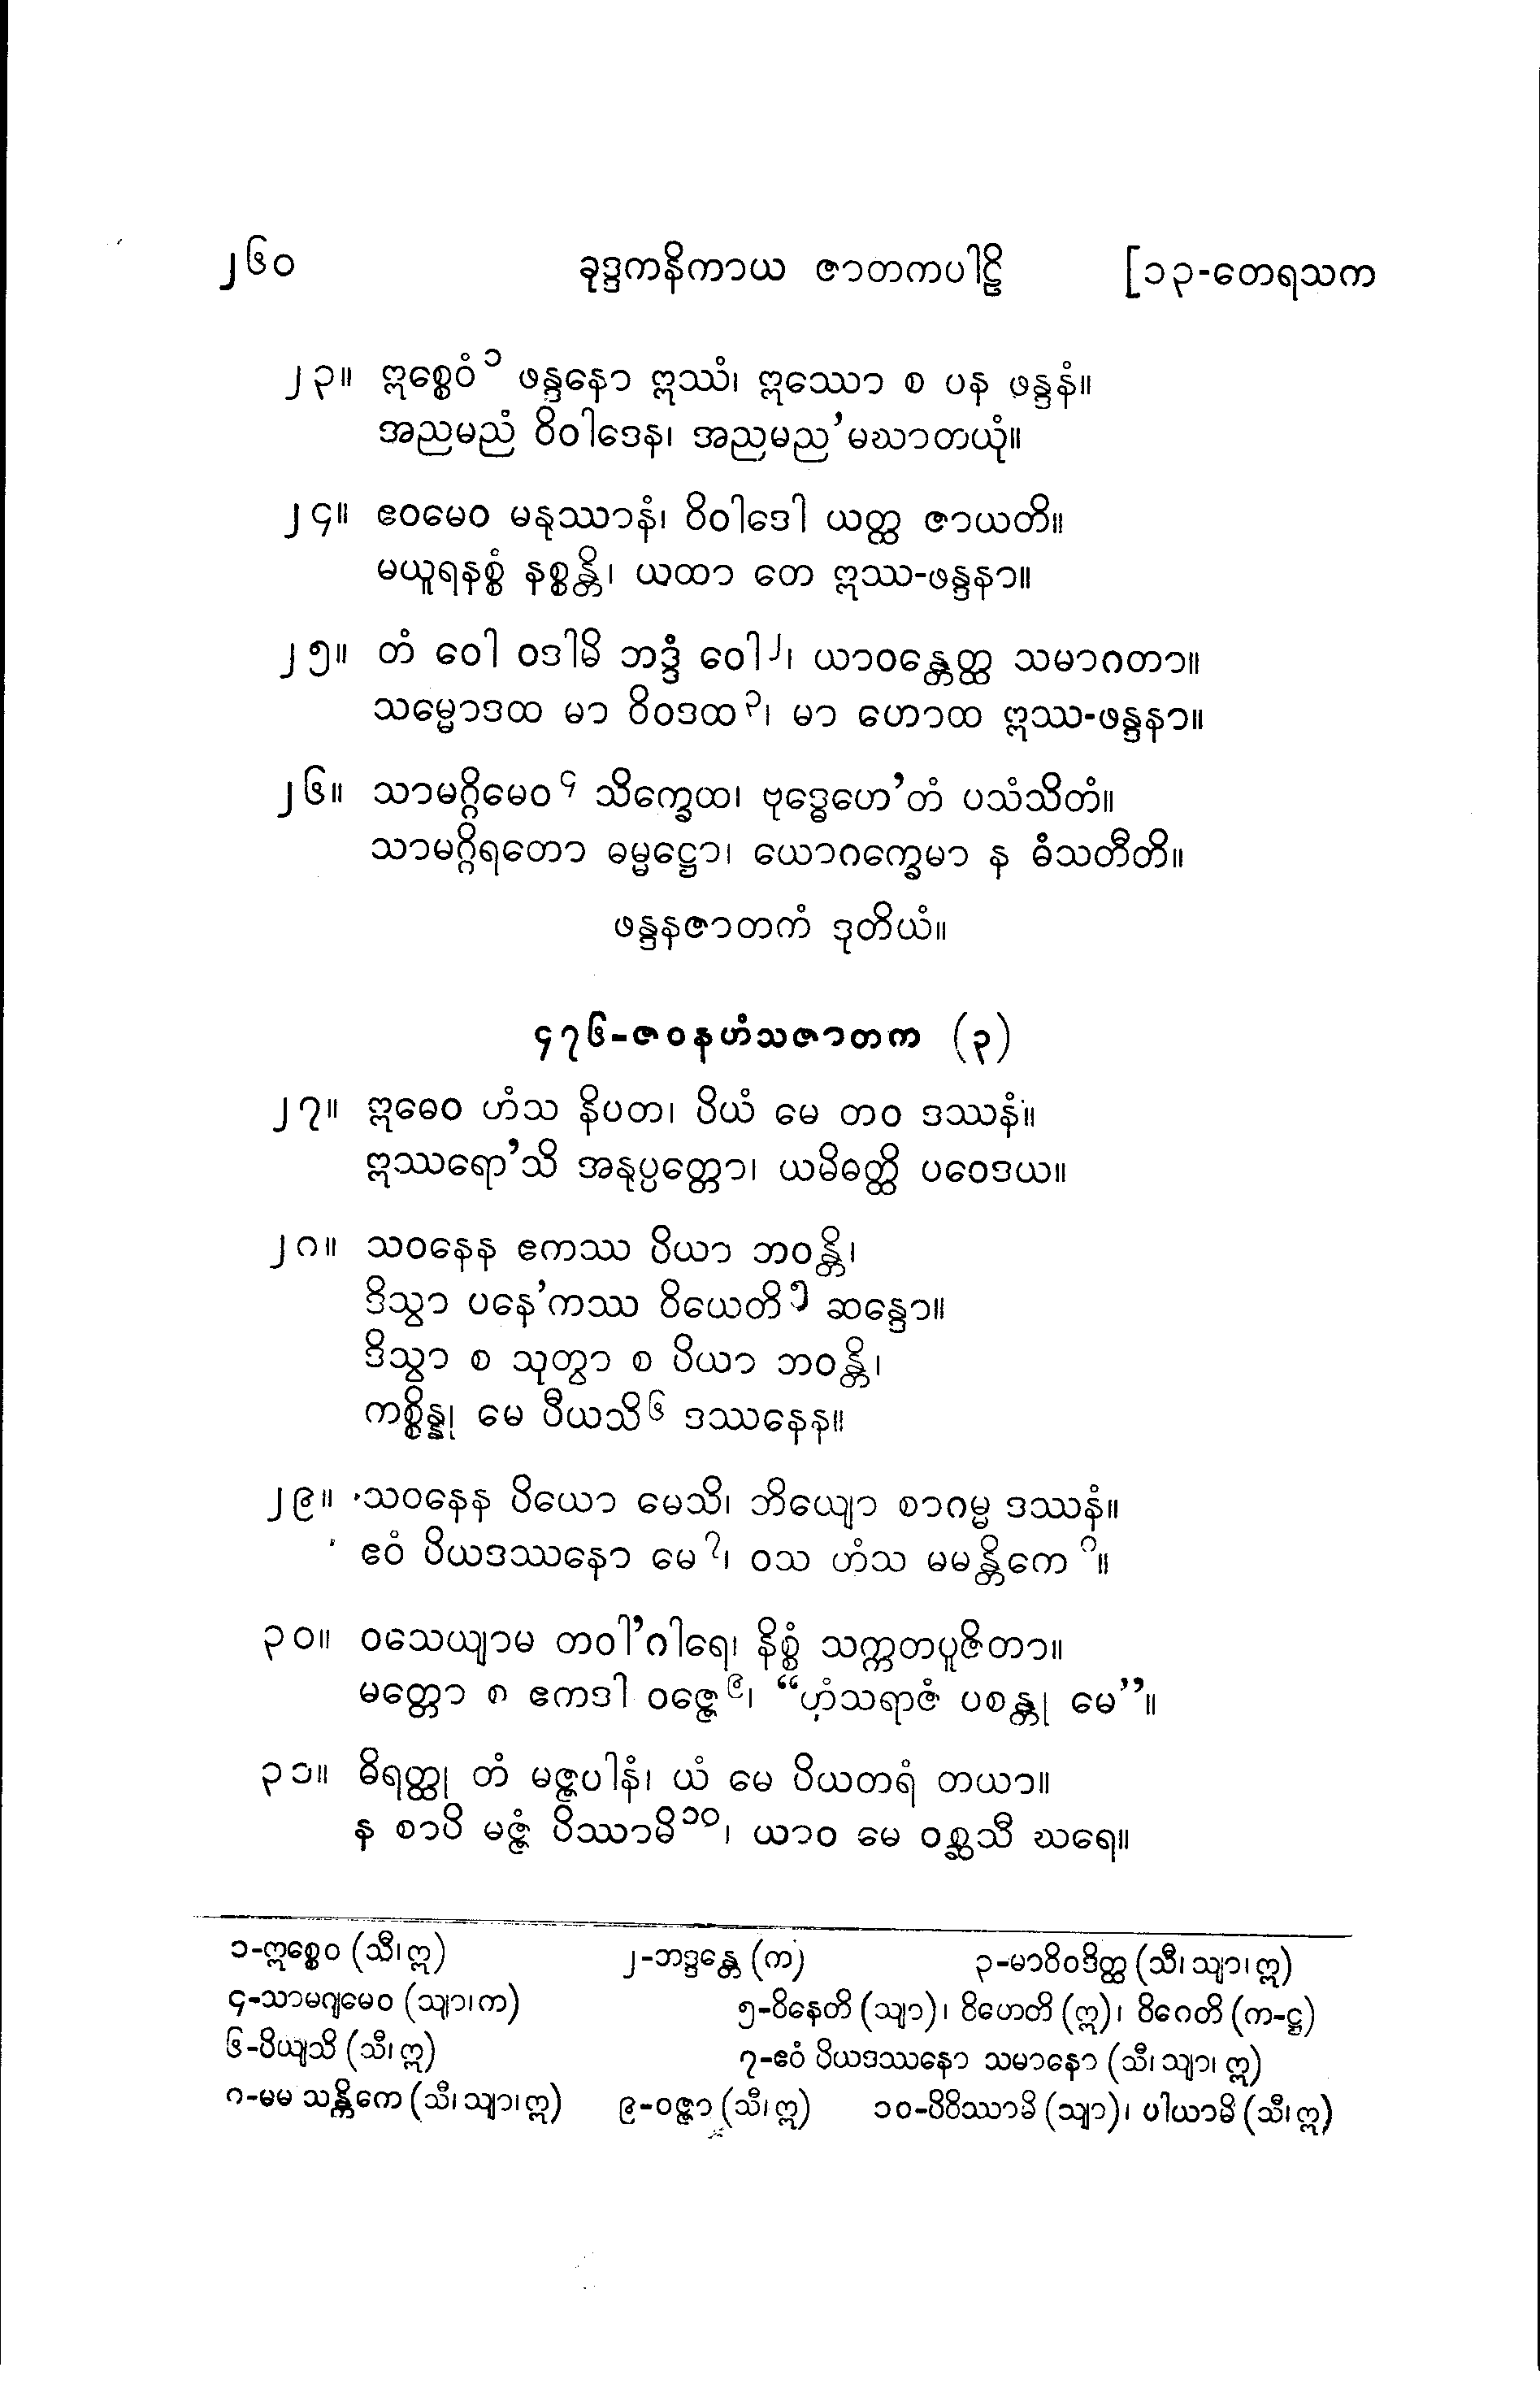 ၂၆၀ ခုဒ္ဒကနိကာယ ဇာတကပါဠိ [၁၃-တေရသက
၂၃။ ဣစ္စေဝံ၁ ဖန္ဒနော ဣဿံ၊ ဣဿော စ ပန ဖန္ဒနံ။
အညမညံ ဝိဝါဒေန၊ အညမည’မဃာတယုံ။
၂၄။ ဧဝမေဝ မနုဿာနံ၊ ဝိဝါဒေါ ယတ္ထ ဇာယတိ။
မယူရနစ္စံ နစ္စန္တိ၊ ယထာ တေ ဣဿ-ဖန္ဒနာ။
၂၅။ တံ ဝေါ ဝဒါမိ ဘဒ္ဒံ ဝေါ၂၊ ယာဝန္တေတ္ထ သမာဂတာ။
သမ္မောဒထ မာ ဝိဝဒထ၃၊ မာ ဟောထ ဣဿ-ဖန္ဒနာ။
၂၆။ သာမဂ္ဂိမေဝ၄ သိက္ခေထ၊ ဗုဒ္ဓေဟေ’တံ ပသံသိတံ။
သာမဂ္ဂိရတော ဓမ္မဋ္ဌော၊ ယောဂက္ခေမာ န ဓံသတီတိ။
ဖန္ဒနဇာတကံ ဒုတိယံ။
၄၇၆-ဇဝနဟံသဇာတက (၃)
၂၇။ ဣဓေဝ ဟံသ နိပတ၊ ပိယံ မေ တဝ ဒဿနံ။
ဣဿရော’သိ အနုပ္ပတ္တော၊ ယမိဓတ္ထိ ပဝေဒယ။
၂၈။ သဝနေန ဧကဿ ပိယာ ဘဝန္တိ၊
ဒိသွာ ပနေ’ကဿ ဝိယေတိ၅ ဆန္ဒော။
ဒိသွာ စ သုတွာ စ ပိယာ ဘဝန္တိ၊
ကစ္စိန္နု မေ ပီယသိ၆ ဒဿနေန။
၂၉။ သဝနေန ပိယော မေသိ၊ ဘိယျော စာဂမ္မ ဒဿနံ။
ဧဝံ ပိယဒဿနော မေ၇၊ ဝသ ဟံသ မမန္တိကေ၈။
၃၀။ ဝသေယျာမ တဝါ’ဂါရေ၊ နိစ္စံ သက္ကတပူဇိတာ။
မတ္တော စ ဧကဒါ ဝဇ္ဇေ၉၊ “ဟံသရာဇံ ပစန္တု မေ”။
၃၁။ ဓိရတ္ထု တံ မဇ္ဇပါနံ၊ ယံ မေ ပိယတရံ တယာ။
န စာပိ မဇ္ဇံ ပိဿာမိ၁၀၊ ယာဝ မေ ဝစ္ဆသီ ဃရေ။
၁-ဣစ္စေဝ (သီ၊ဣ) ၂-ဘဒ္ဒန္တေ (က) ၃-မာဝိဝဒိတ္ထ (သီ၊သျာ၊ဣ)
၄-သာမဂျမေဝ (သျာ၊က) ၅-ဝိနေတိ (သျာ)၊ ဝိဟေတိ (ဣ)၊ ဝိဂေတိ (က-ဋ္ဌ)
၆-ပိယျသိ (သီ၊ဣ) ၇-ဧဝံ ပိယဒဿနော သမာနော (သီ၊သျာ၊ ဣ)
၈-မမ သန္တိကေ (သီ၊သျာ၊ဣ) ၉-ဝဇ္ဇာ (သီ၊ဣ) ၁၀-ပိဝိဿာမိ (သျာ)၊ ပါယာမိ (သီ၊ဣ)